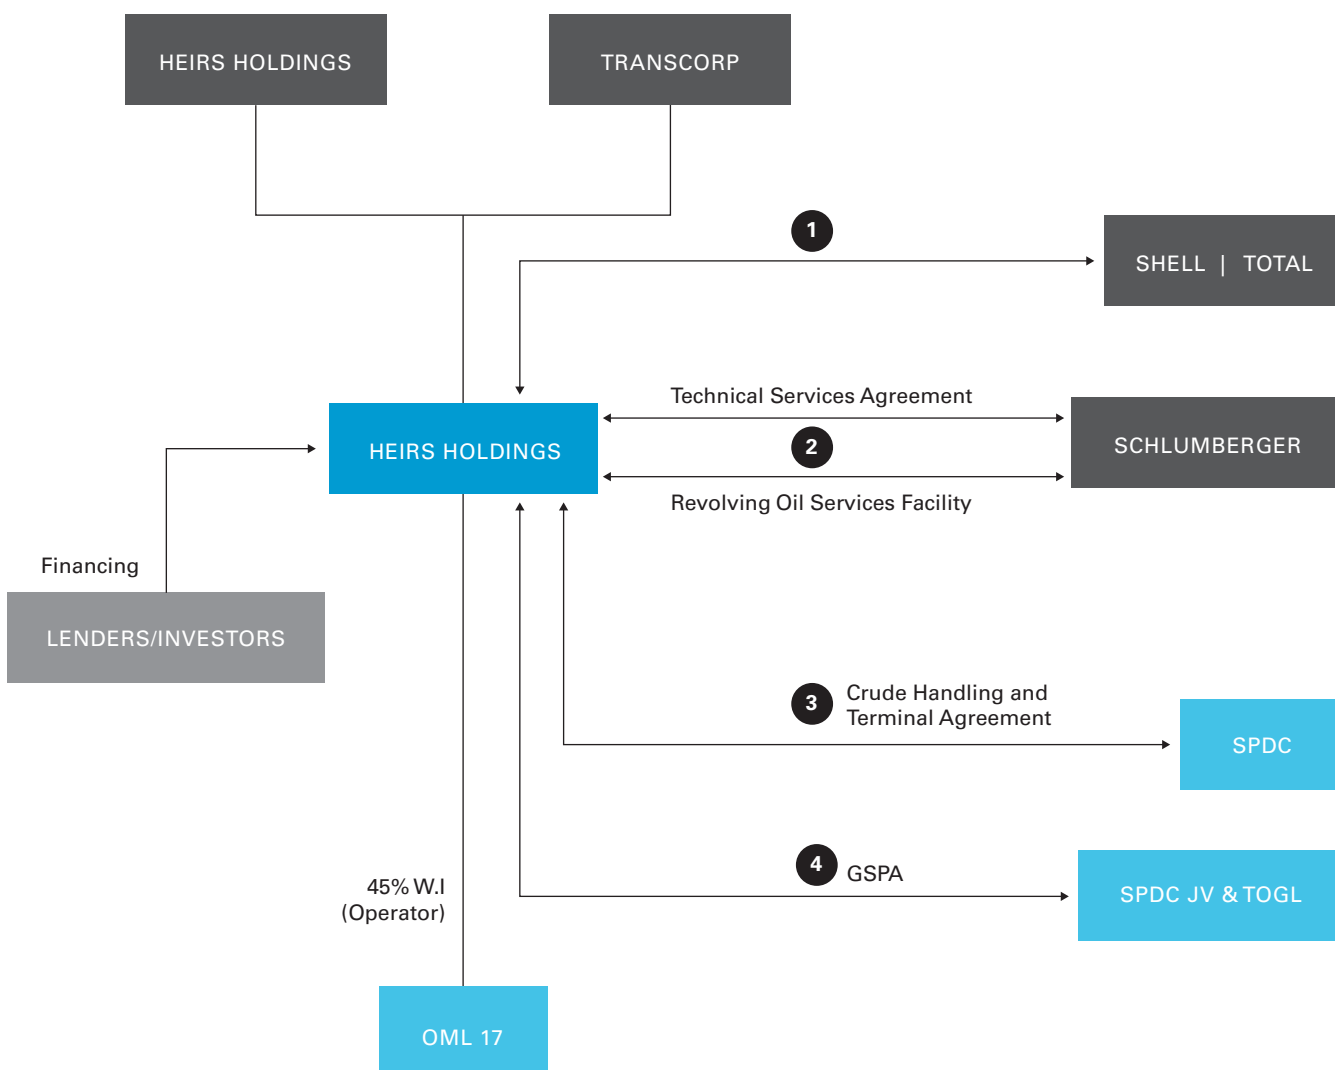 HEIRS HOLDINGS
TRANSCORP
1
SHELL | TOTAL
Technical Services Agreement
HEIRS HOLDINGS
2
SCHLUMBERGER
Revolving Oil Services Facility
Financing
LENDERS/INVESTORS
3
Crude Handling and
Terminal Agreement
SPDC
4
GSPA
45% W.I
(Operator)
SPDC JV & TOGL
OML 17